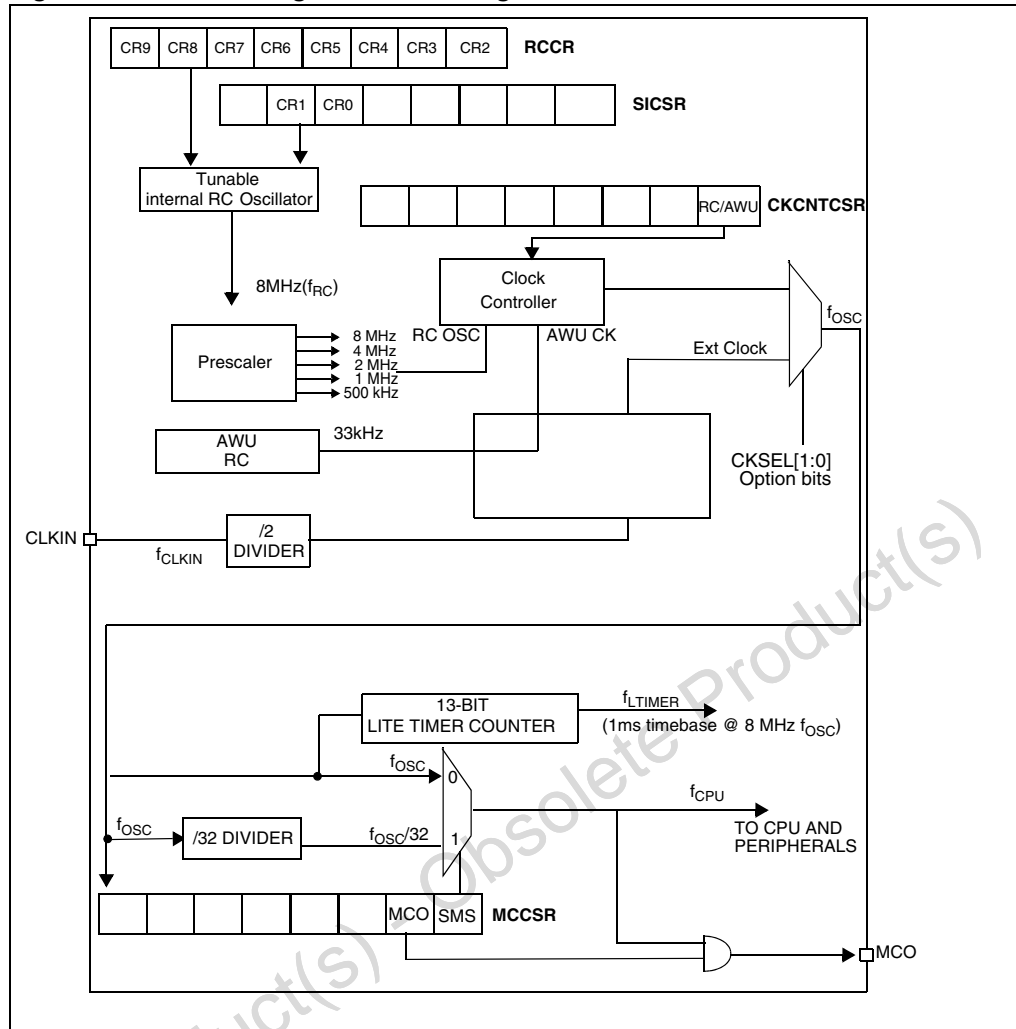 CR9 CR8 CR7 CR6 CR5 CR4 CR3 CR2 RCCR
CR1 CR0 SICSR
Tunable
internal RC Oscillator
RC/AWU CKCNTCSR
8MHz(fRC)
Clock
Controller
fOSC
Prescaler
8 MHz
4 MHz
2 MHz
1 MHz
500 kHz
RC OSC
AWU CK
Ext Clock
AWU
RC
33kHz
CKSEL[1:0]
Option bits
CLKIN
fCLKIN
/2
DIVIDER
13-BIT
LITE TIMER COUNTER
fLTIMER
(1ms timebase @ 8 MHz fOSC)
fOSC
0
fCPU
TO CPU AND
PERIPHERALS
fOSC
/32 DIVIDER
fOSC/32
1
MCO SMS MCCSR
MCO
Obsolete Product(s)
duct(s) -